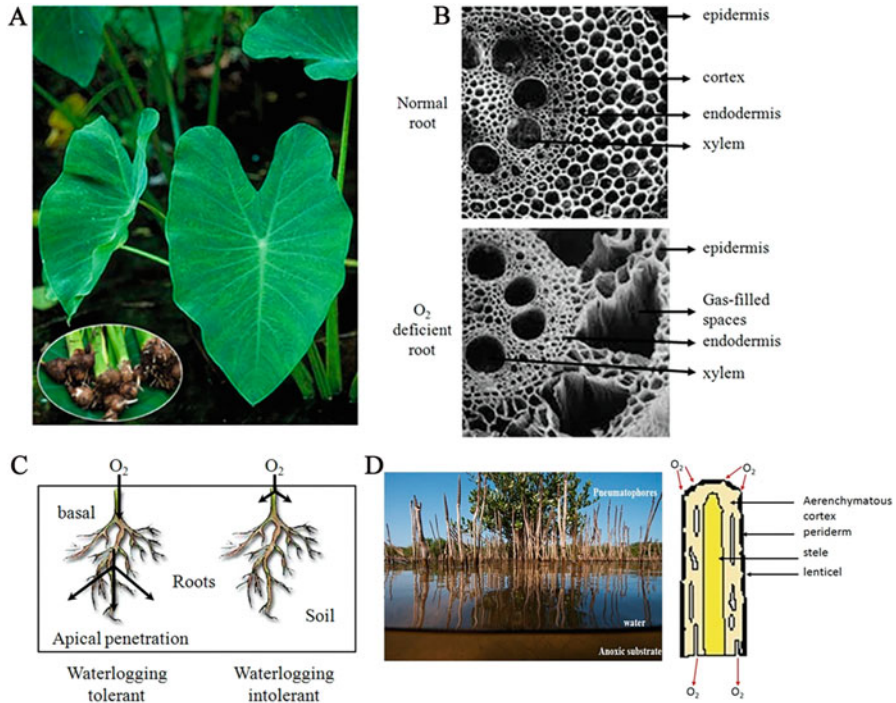 A
B
Normal
root
epidermis
cortex
endodermis
xylem
O₂
deficient
root
epidermis
Gas-filled
spaces
endodermis
xylem
C
O₂
O₂
basal
Roots
Soil
Apical penetration
Waterlogging
tolerant
Waterlogging
intolerant
D
Pneumatophores
water
Anoxic substrate
O₂
O₂
Aerenchymatous
cortex
periderm
stele
lenticel
O₂
O₂